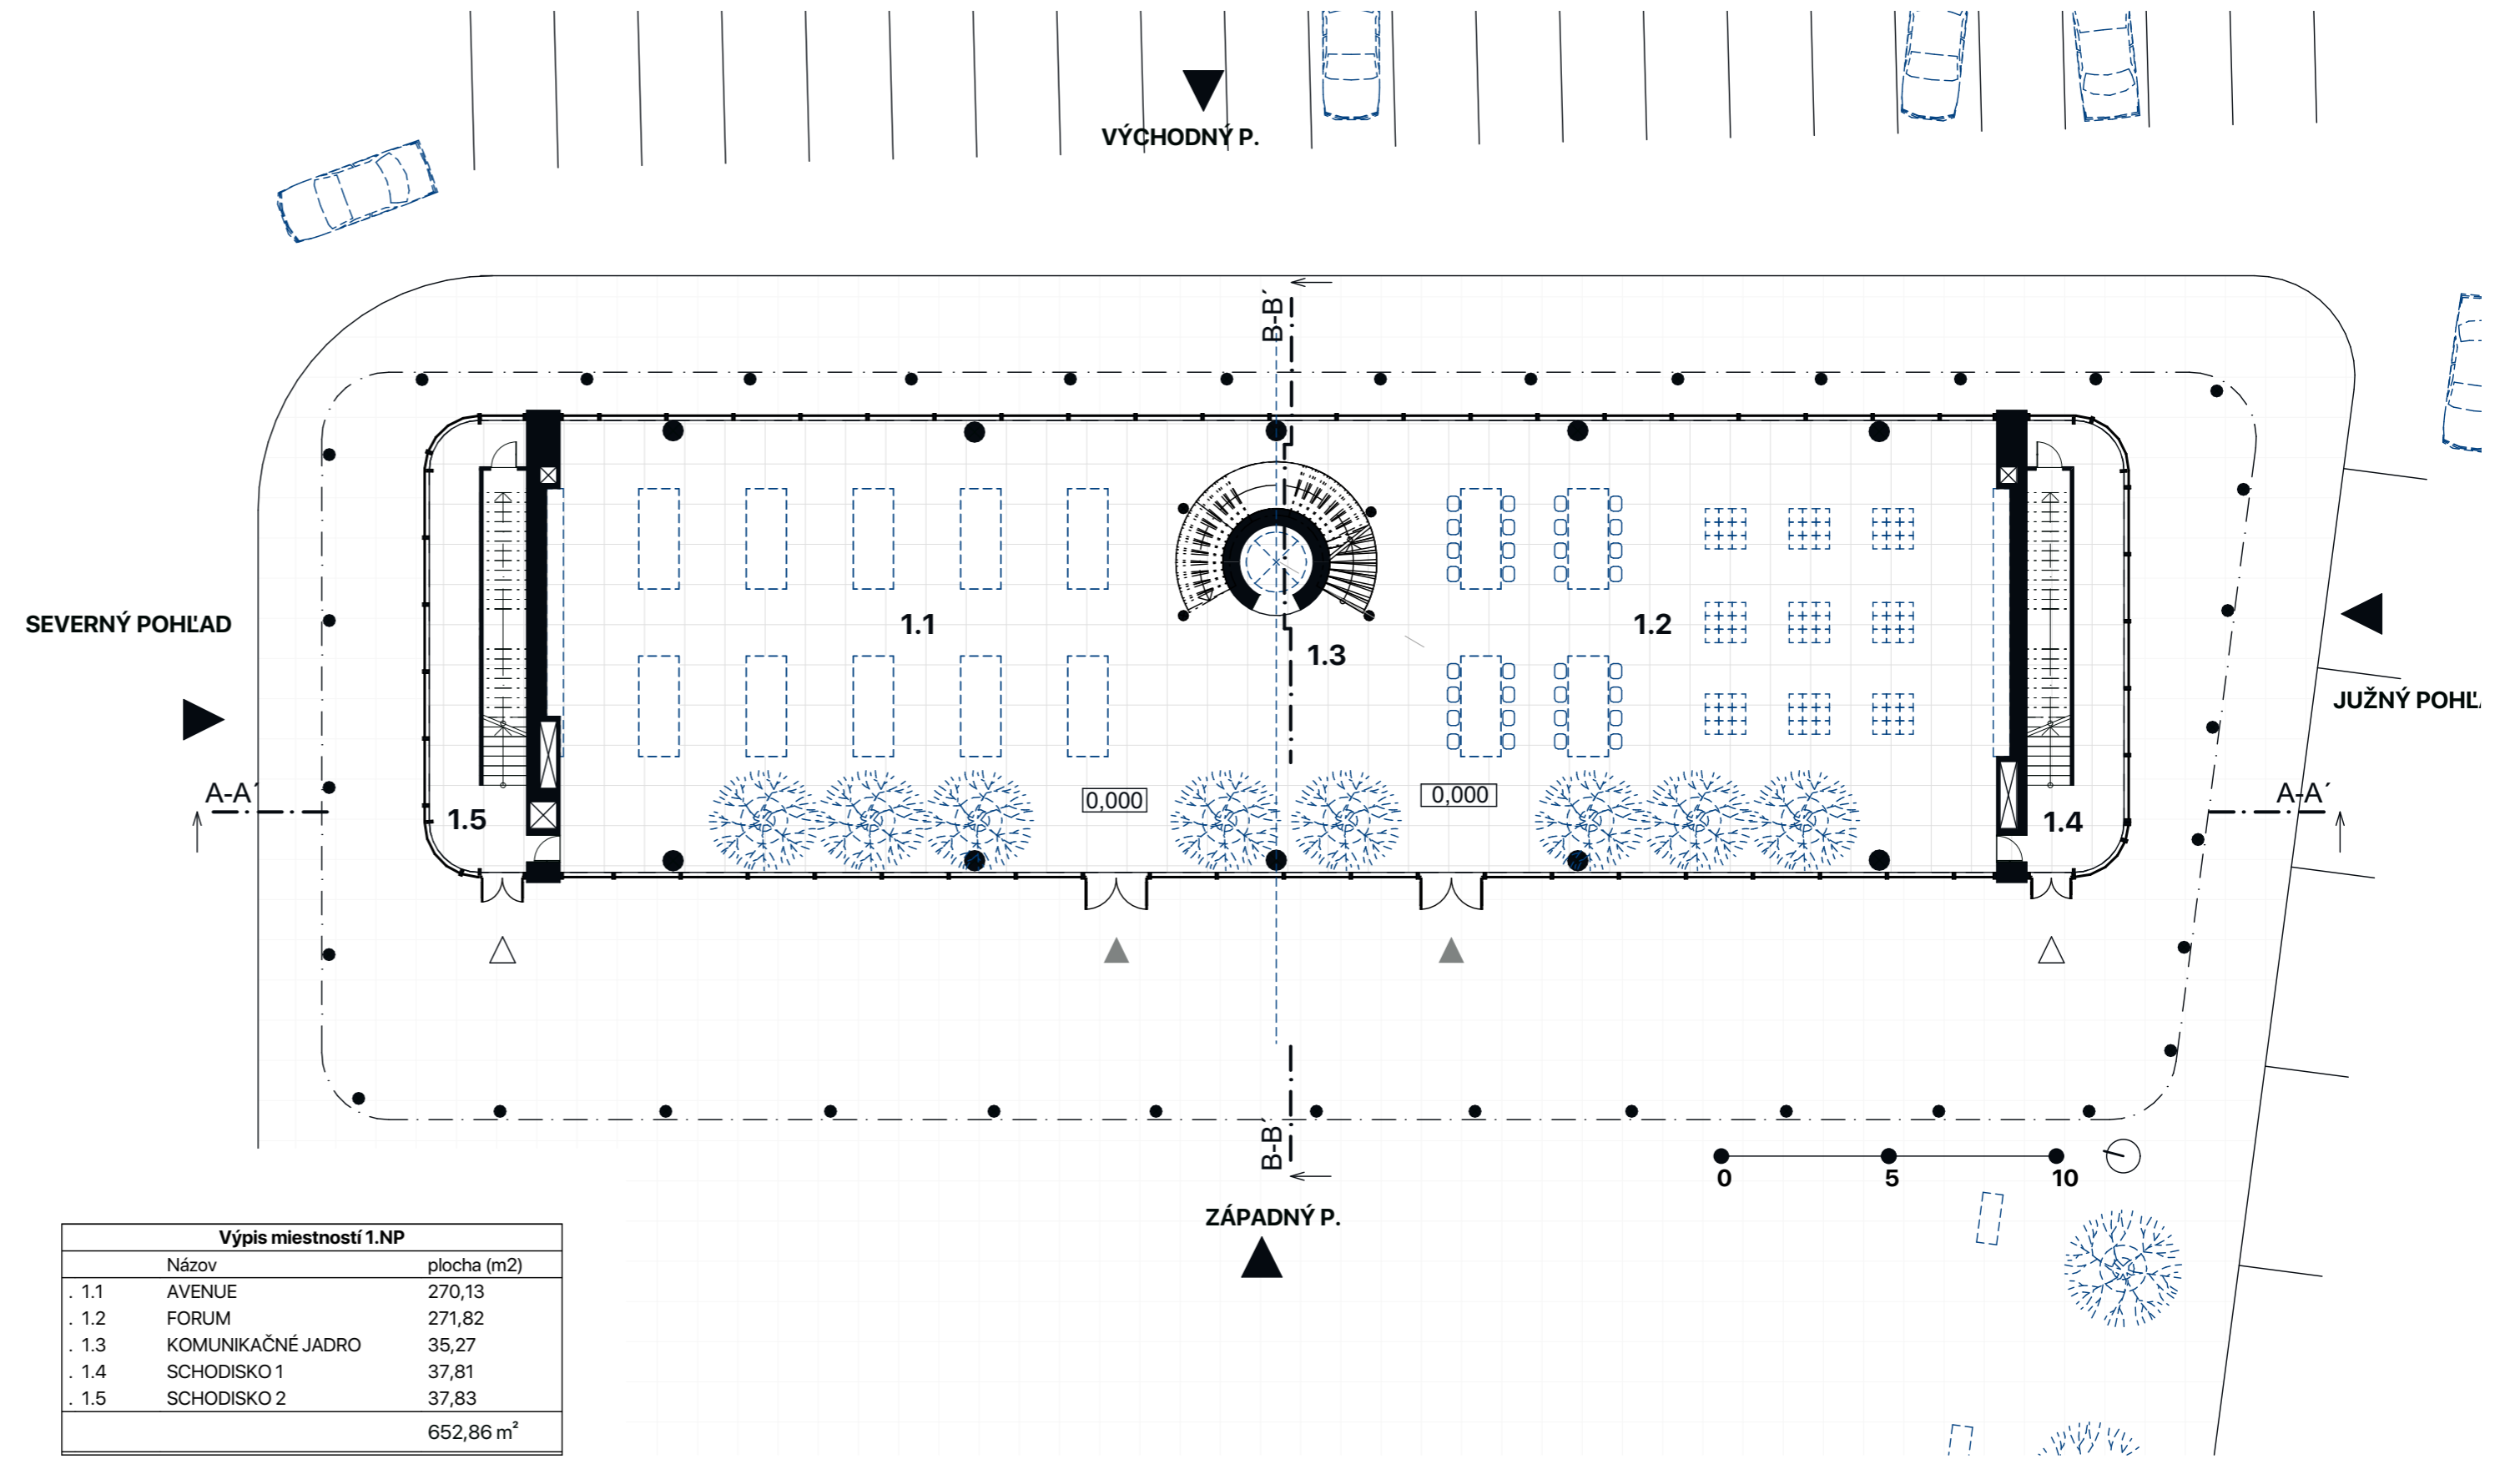 VÝCHODNÝ P.
B-B´
SEVERNÝ POHĽAD
1.1
1.2
1.3
JUŽNÝ POHĽ
A-A´
0,000
0,000
A-A´
1.5
1.4
B-B´
0
5
10
ZÁPADNÝ P.
Výpis miestností 1.NP
Názov plocha (m2)
. 1.1 AVENUE 270,13
. 1.2 FORUM 271,82
. 1.3 KOMUNIKAČNÉ JADRO 35,27
. 1.4 SCHODISKO 1 37,81
. 1.5 SCHODISKO 2 37,83
652,86 m²